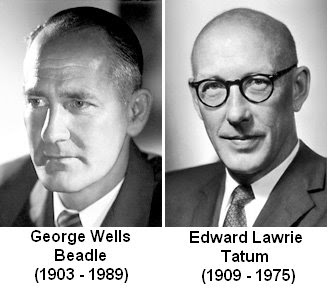 George Wells
Beadle
(1903 - 1989)
Edward Lawrie
Tatum
(1909 - 1975)